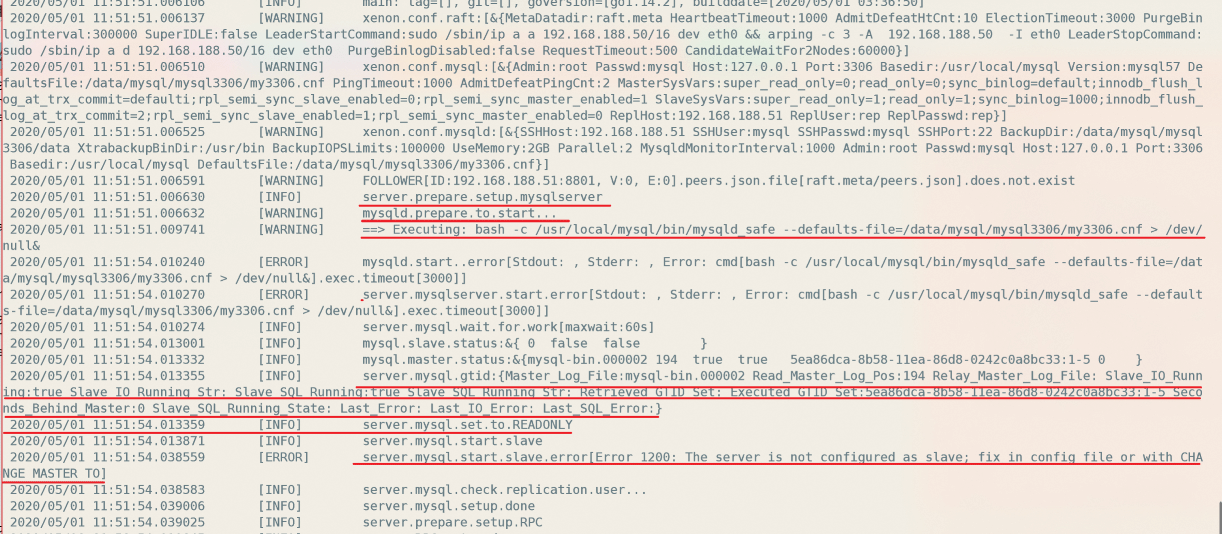 2020/05/01 11:51:51.006106 [INFO] main: tag=[], git=[], goversion=[go1.14.2], builddate=[2020/05/01 03:36:50]
2020/05/01 11:51:51.006137 [WARNING] xenon.conf.raft:[&{MetaDatadir:raft.meta HeartbeatTimeout:1000 AdmitDefeatHtCnt:10 ElectionTimeout:3000 PurgeBin
logInterval:300000 SuperIDLE:false LeaderStartCommand:sudo /sbin/ip a a 192.168.188.50/16 dev eth0 && arping -c 3 -A  192.168.188.50  -I eth0 LeaderStopCommand:
sudo /sbin/ip a d 192.168.188.50/16 dev eth0  PurgeBinlogDisabled:false RequestTimeout:500 CandidateWaitFor2Nodes:60000}]
2020/05/01 11:51:51.006510 [WARNING] xenon.conf.mysql:[&{Admin:root Passwd:mysql Host:127.0.0.1 Port:3306 Basedir:/usr/local/mysql Version:mysql57 De
faultsFile:/data/mysql/mysql3306/my3306.cnf PingTimeout:1000 AdmitDefeatPingCnt:2 MasterSysVars:super_read_only=0;read_only=0;sync_binlog=default;innodb_flush_l
og_at_trx_commit=defaulti;rpl_semi_sync_slave_enabled=0;rpl_semi_sync_master_enabled=1 SlaveSysVars:super_read_only=1;read_only=1;sync_binlog=1000;innodb_flush_
log_at_trx_commit=2;rpl_semi_sync_slave_enabled=1;rpl_semi_sync_master_enabled=0 ReplHost:192.168.188.51 ReplUser:rep ReplPasswd:rep}]
2020/05/01 11:51:51.006525 [WARNING] xenon.conf.mysqld:[&{SSHHost:192.168.188.51 SSHUser:mysql SSHPasswd:mysql SSHPort:22 BackupDir:/data/mysql/mysql
3306/data XtrabackupBinDir:/usr/bin BackupIOPSLimits:100000 UseMemory:2GB Parallel:2 MysqldMonitorInterval:1000 Admin:root Passwd:mysql Host:127.0.0.1 Port:3306
Basedir:/usr/local/mysql DefaultsFile:/data/mysql/mysql3306/my3306.cnf}]
2020/05/01 11:51:51.006591 [WARNING] FOLLOWER[ID:192.168.188.51:8801, V:0, E:0].peers.json.file[raft.meta/peers.json].does.not.exist
2020/05/01 11:51:51.006630 [INFO] server.prepare.setup.mysqlserver
2020/05/01 11:51:51.006632 [WARNING] mysqld.prepare.to.start...
2020/05/01 11:51:51.009741 [WARNING] ==> Executing: bash -c /usr/local/mysql/bin/mysqld_safe --defaults-file=/data/mysql/mysql3306/my3306.cnf > /dev/
null&
2020/05/01 11:51:54.010240 [ERROR] mysqld.start..error[Stdout: , Stderr: , Error: cmd[bash -c /usr/local/mysql/bin/mysqld_safe --defaults-file=/dat
a/mysql/mysql3306/my3306.cnf > /dev/null&].exec.timeout[3000]]
2020/05/01 11:51:54.010270 [ERROR] server.mysqlserver.start.error[Stdout: , Stderr: , Error: cmd[bash -c /usr/local/mysql/bin/mysqld_safe --default
s-file=/data/mysql/mysql3306/my3306.cnf > /dev/null&].exec.timeout[3000]]
2020/05/01 11:51:54.010274 [INFO] server.mysql.wait.for.work[maxwait:60s]
2020/05/01 11:51:54.013001 [INFO] mysql.slave.status:&{ 0  false  false        }
2020/05/01 11:51:54.013332 [INFO] mysql.master.status:&{mysql-bin.000002 194  true  true   5ea86dca-8b58-11ea-86d8-0242c0a8bc33:1-5 0    }
2020/05/01 11:51:54.013355 [INFO] server.mysql.gtid:{Master_Log_File:mysql-bin.000002 Read_Master_Log_Pos:194 Relay_Master_Log_File: Slave_IO_Runn
ing:true Slave_IO_Running_Str: Slave_SQL_Running:true Slave_SQL_Running_Str: Retrieved_GTID_Set: Executed_GTID_Set:5ea86dca-8b58-11ea-86d8-0242c0a8bc33:1-5 Seco
nds_Behind_Master:0 Slave_SQL_Running_State: Last_Error: Last_IO_Error: Last_SQL_Error:}
2020/05/01 11:51:54.013359 [INFO] server.mysql.set.to.READONLY
2020/05/01 11:51:54.013871 [INFO] server.mysql.start.slave
2020/05/01 11:51:54.038559 [ERROR] server.mysql.start.slave.error[Error 1200: The server is not configured as slave; fix in config file or with CHA
NGE MASTER TO]
2020/05/01 11:51:54.038583 [INFO] server.mysql.check.replication.user...
2020/05/01 11:51:54.039006 [INFO] server.mysql.setup.done
2020/05/01 11:51:54.039025 [INFO] server.prepare.setup.RPC